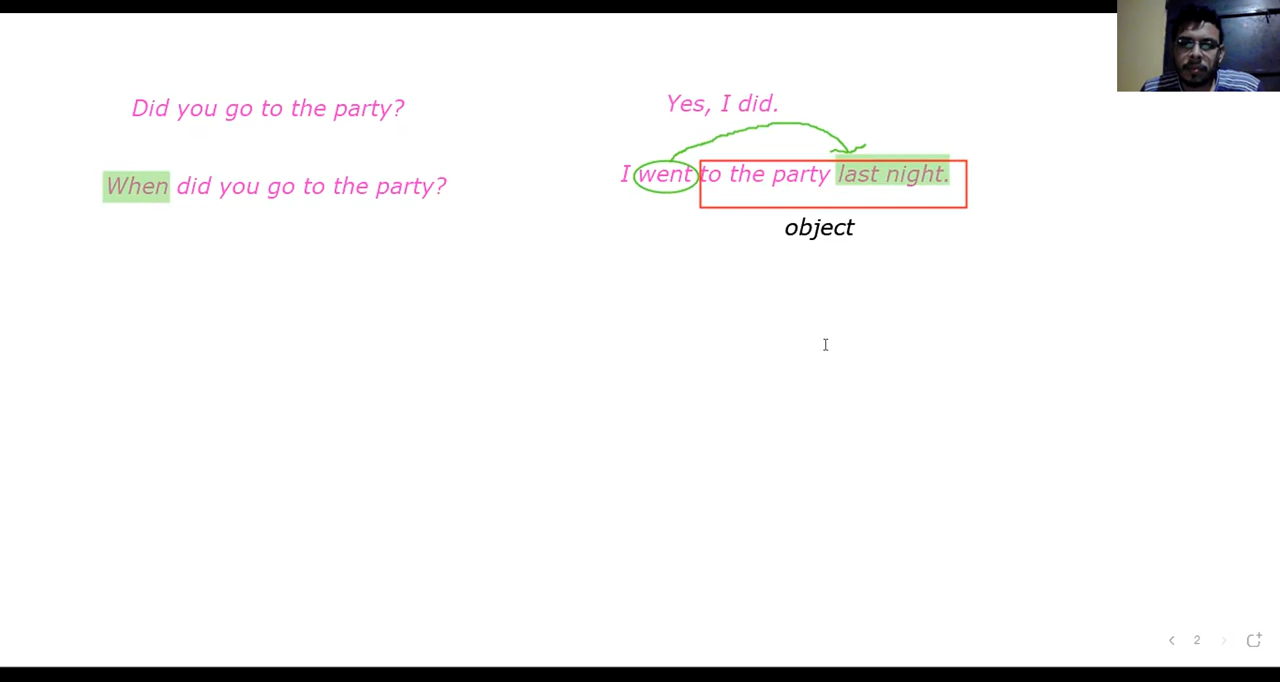 Did you go to the party?
Yes, I did.
When did you go to the party?
I went to the party last night.
object
2